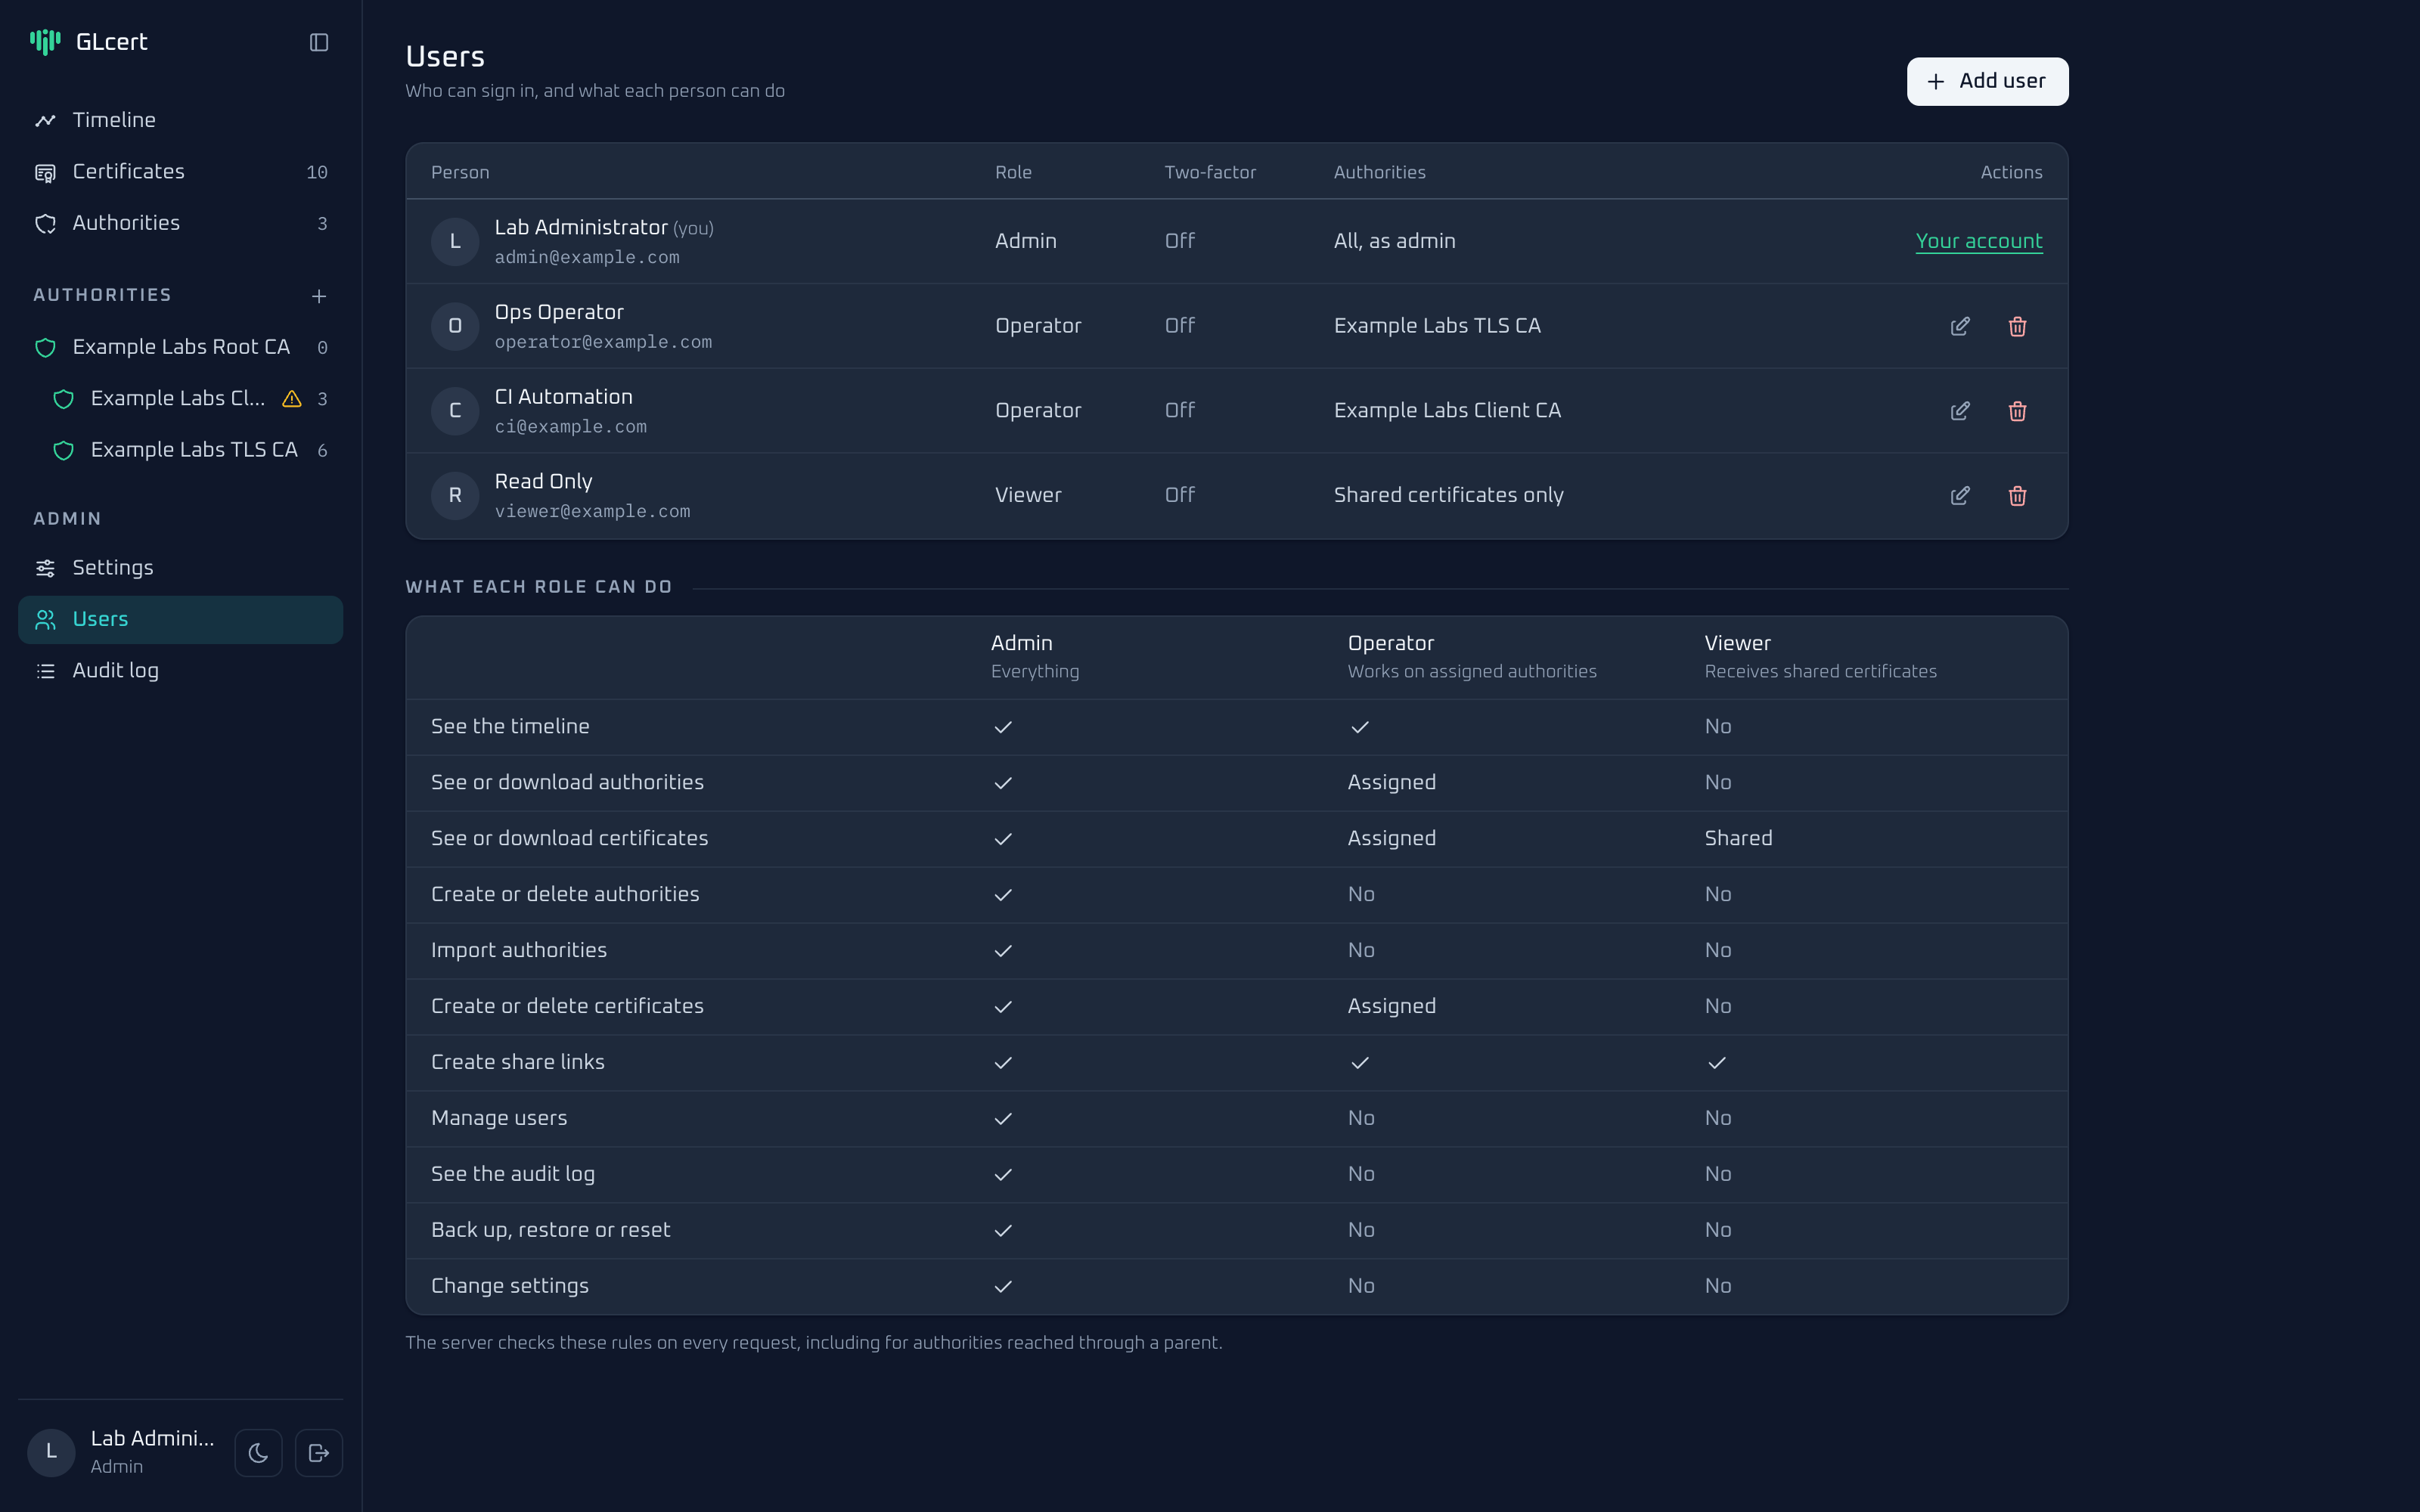 GLcert
Timeline
Certificates 10
Authorities 3
AUTHORITIES
Example Labs Root CA 0
Example Labs Cl... 3
Example Labs TLS CA 6
ADMIN
Settings
Users
Audit log
L
Lab Admini...
Admin
Users
Who can sign in, and what each person can do
Add user
Person Role Two-factor Authorities Actions
L
Lab Administrator (you)
admin@example.com
Admin Off All, as admin Your account
O
Ops Operator
operator@example.com
Operator Off Example Labs TLS CA
C
CI Automation
ci@example.com
Operator Off Example Labs Client CA
R
Read Only
viewer@example.com
Viewer Off Shared certificates only
WHAT EACH ROLE CAN DO
Admin Operator Viewer
Everything Works on assigned authorities Receives shared certificates
See the timeline No
See or download authorities Assigned No
See or download certificates Assigned Shared
Create or delete authorities No No
Import authorities No No
Create or delete certificates Assigned No
Create share links
Manage users No No
See the audit log No No
Back up, restore or reset No No
Change settings No No
The server checks these rules on every request, including for authorities reached through a parent.